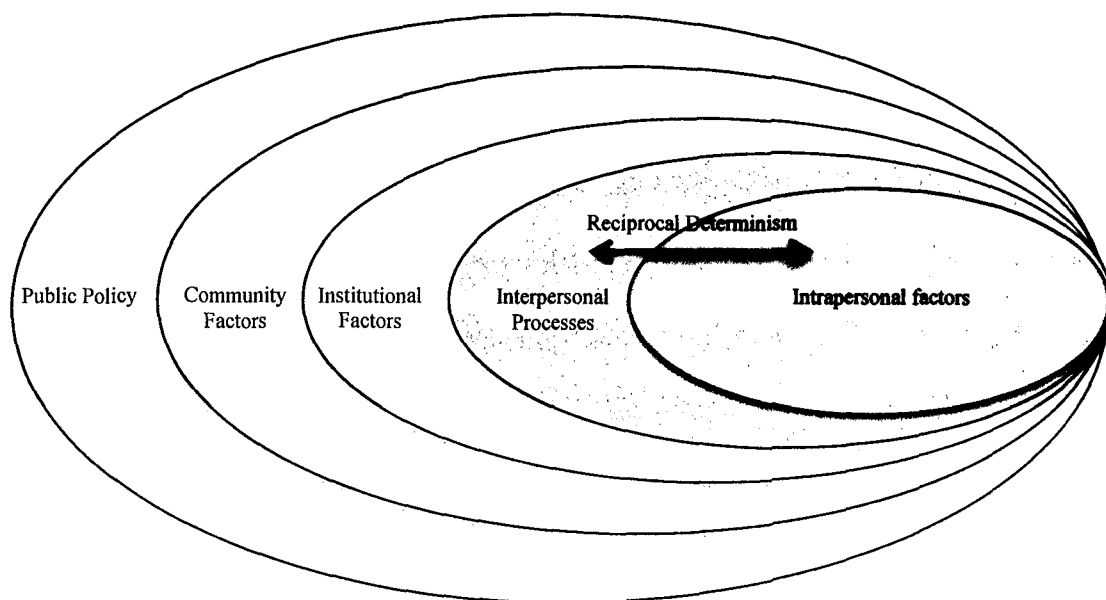 Reciprocal Determinism
Public Policy
Community
Factors
Institutional
Factors
Interpersonal
Processes
Intrapersonal factors